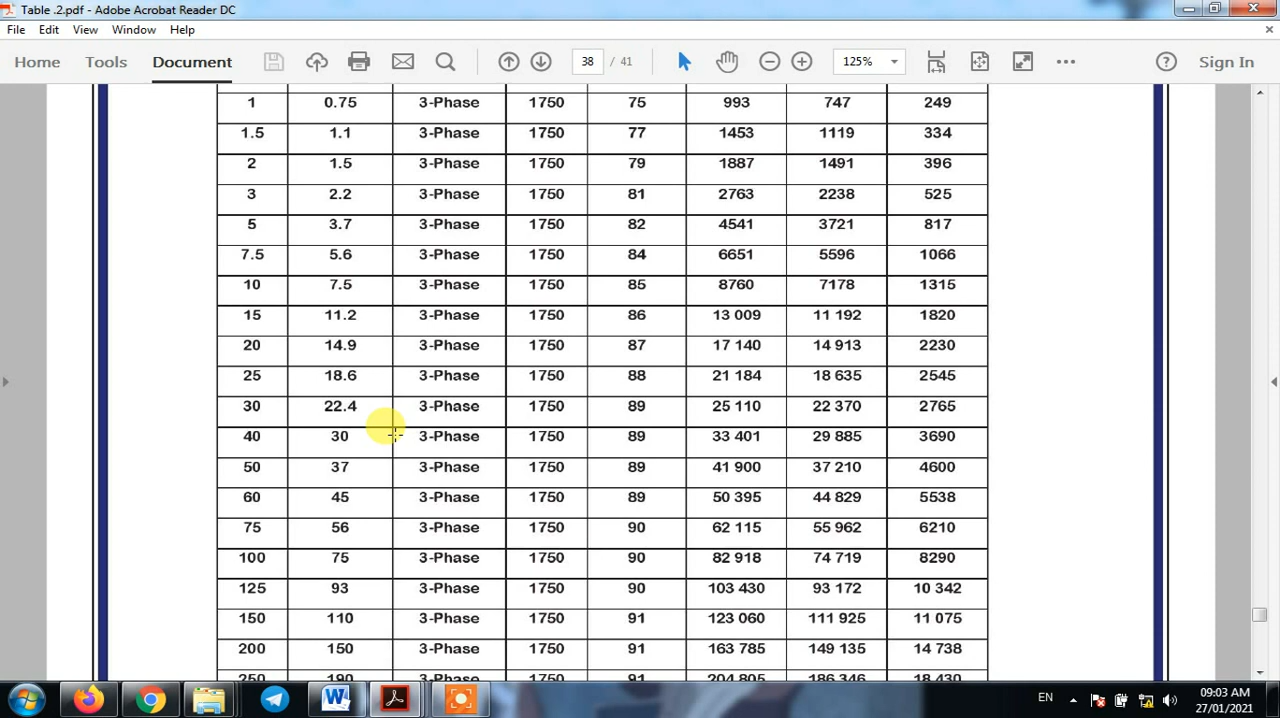 Table .2.pdf - Adobe Acrobat Reader DC
File Edit View Window Help
Home Tools Document 38 / 41 125% Sign In
1 0.75 3-Phase 1750 75 993 747 249
1.5 1.1 3-Phase 1750 77 1453 1119 334
2 1.5 3-Phase 1750 79 1887 1491 396
3 2.2 3-Phase 1750 81 2763 2238 525
5 3.7 3-Phase 1750 82 4541 3721 817
7.5 5.6 3-Phase 1750 84 6651 5596 1066
10 7.5 3-Phase 1750 85 8760 7178 1315
15 11.2 3-Phase 1750 86 13 009 11 192 1820
20 14.9 3-Phase 1750 87 17 140 14 913 2230
25 18.6 3-Phase 1750 88 21 184 18 635 2545
30 22.4 3-Phase 1750 89 25 110 22 370 2765
40 30 3-Phase 1750 89 33 401 29 885 3690
50 37 3-Phase 1750 89 41 900 37 210 4600
60 45 3-Phase 1750 89 50 395 44 829 5538
75 56 3-Phase 1750 90 62 115 55 962 6210
100 75 3-Phase 1750 90 82 918 74 719 8290
125 93 3-Phase 1750 90 103 430 93 172 10 342
150 110 3-Phase 1750 91 123 060 111 925 11 075
200 150 3-Phase 1750 91 163 785 149 135 14 738
250 190 3-Phase 1750 91 204 805 186 346 18 430
EN 09:03 AM
27/01/2021